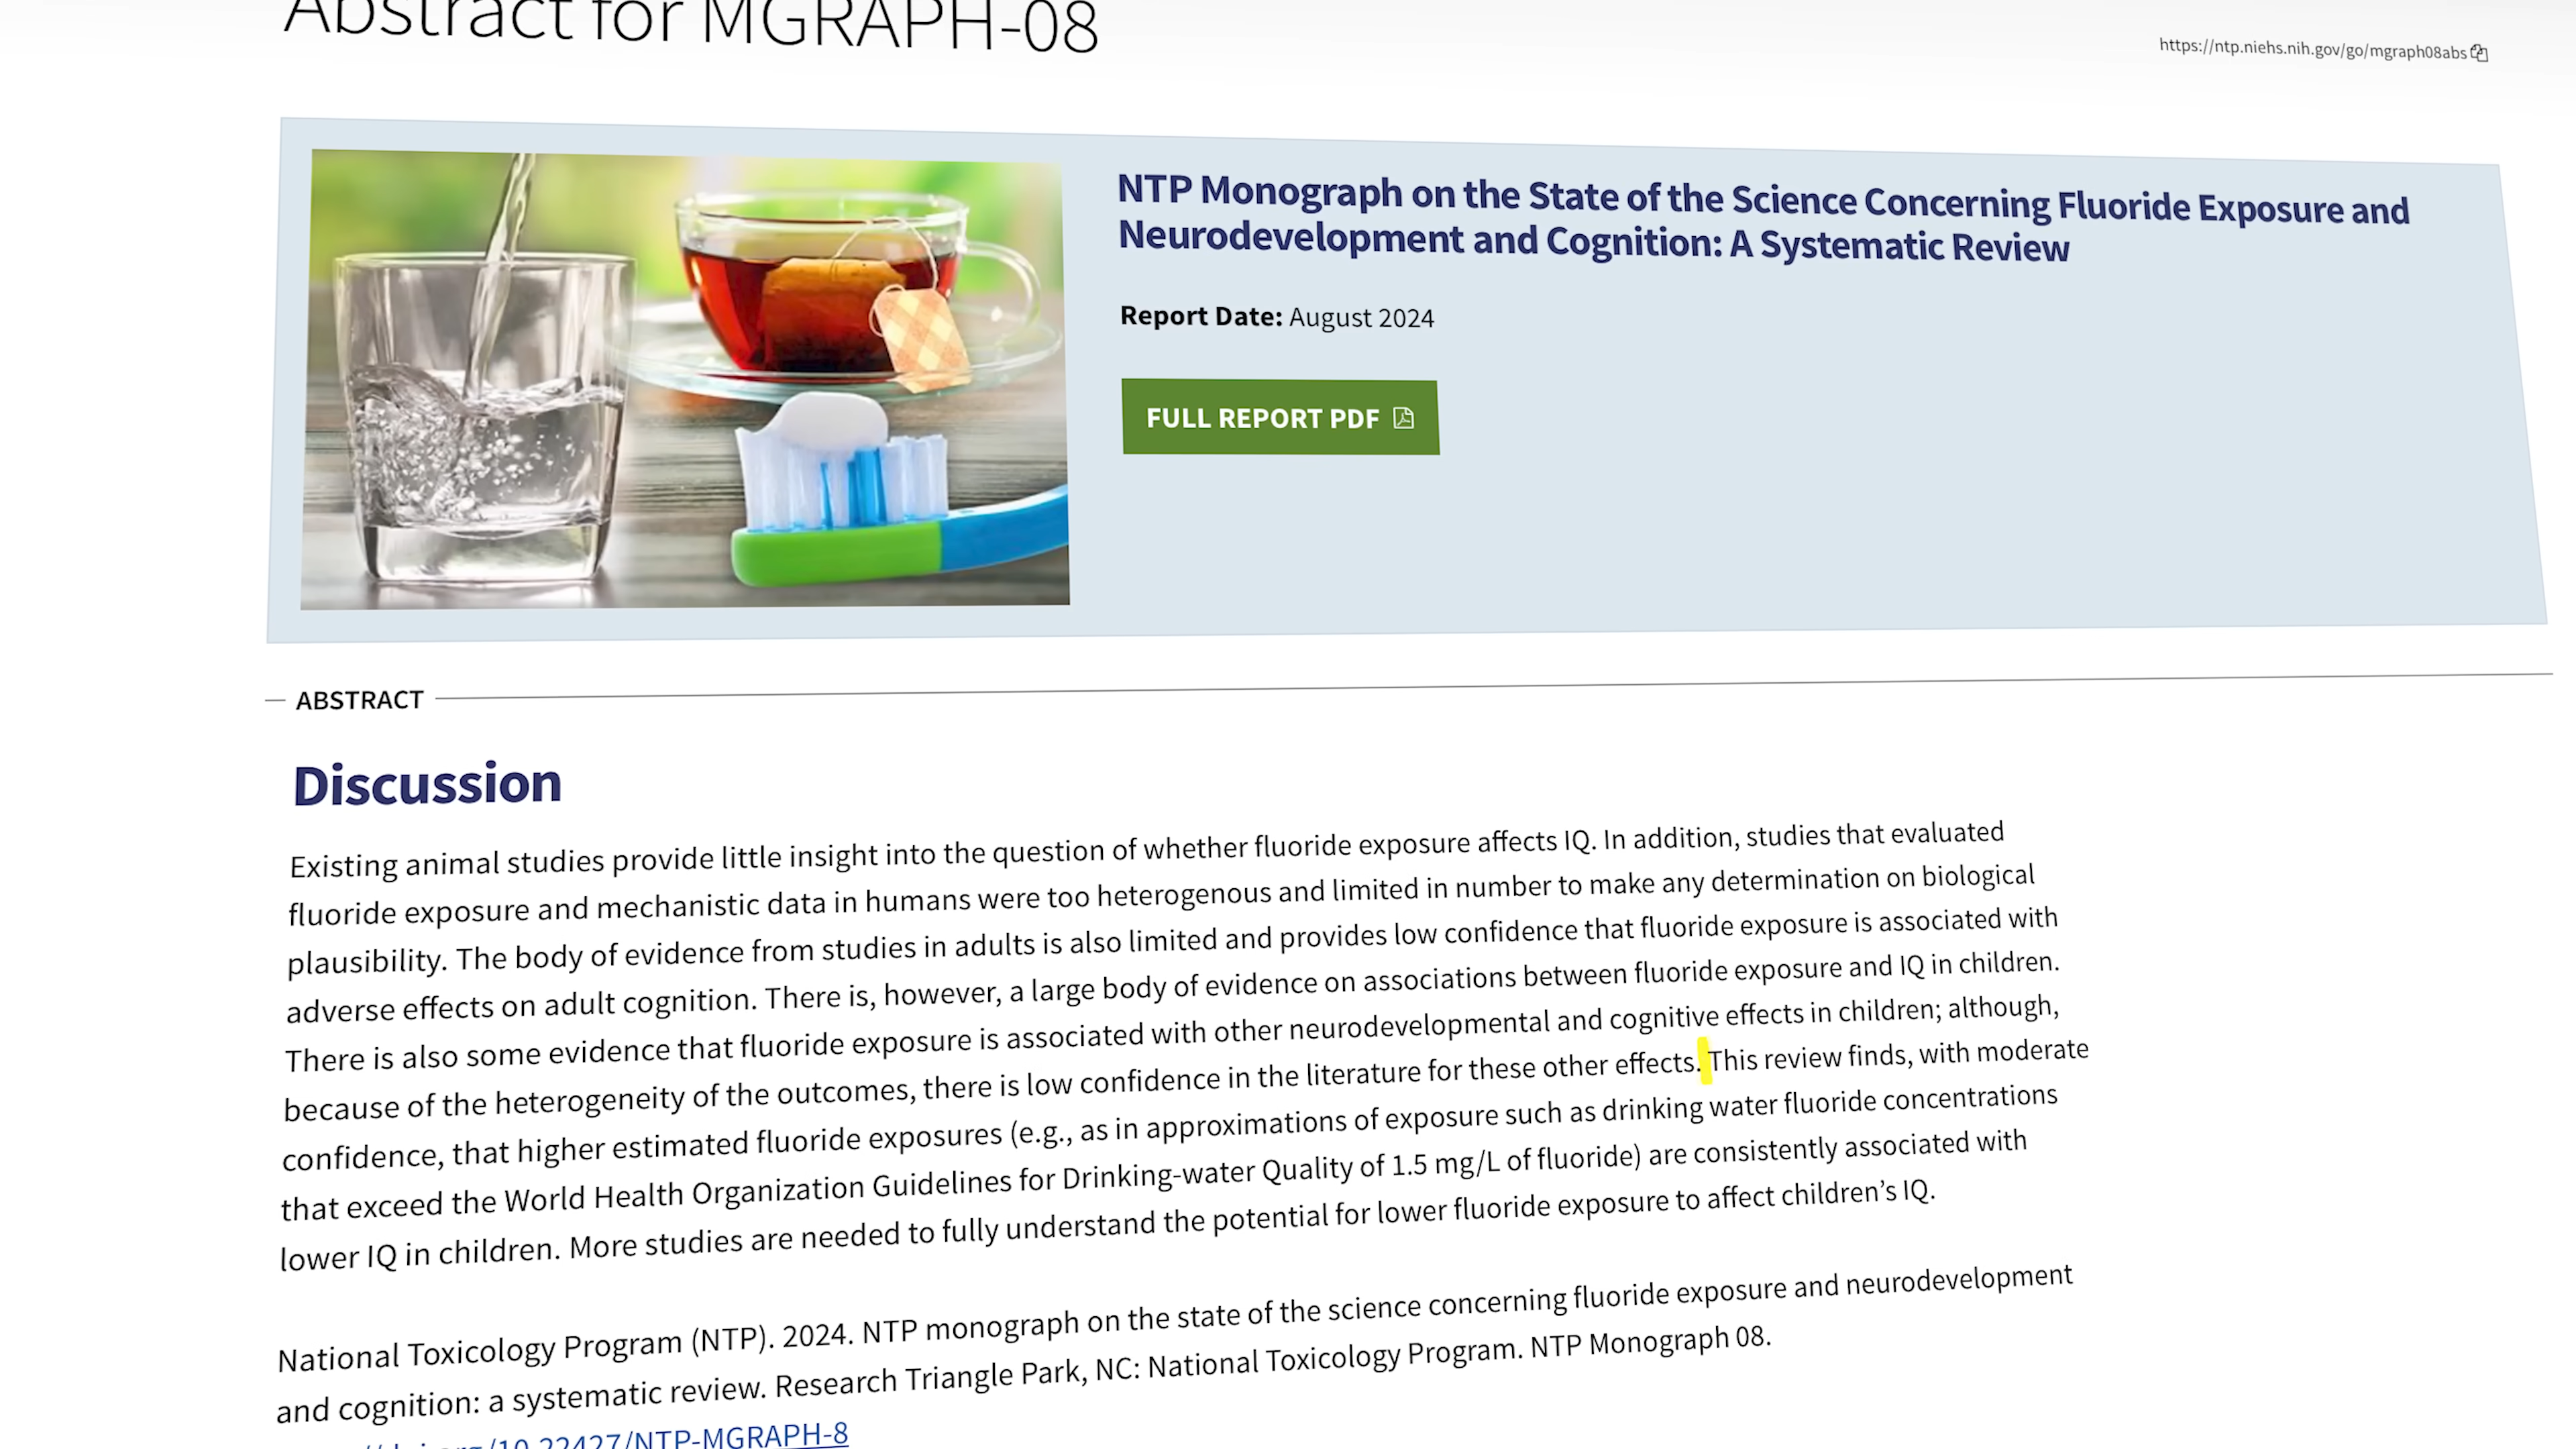 Abstract for MGRAPH-08
https://ntp.niehs.nih.gov/go/mgraph08abs
NTP Monograph on the State of the Science Concerning Fluoride Exposure and
Neurodevelopment and Cognition: A Systematic Review
Report Date: August 2024
FULL REPORT PDF
ABSTRACT
Discussion
Existing animal studies provide little insight into the question of whether fluoride exposure affects IQ. In addition, studies that evaluated
fluoride exposure and mechanistic data in humans were too heterogenous and limited in number to make any determination on biological
plausibility. The body of evidence from studies in adults is also limited and provides low confidence that fluoride exposure is associated with
adverse effects on adult cognition. There is, however, a large body of evidence on associations between fluoride exposure and IQ in children.
There is also some evidence that fluoride exposure is associated with other neurodevelopmental and cognitive effects in children; although,
because of the heterogeneity of the outcomes, there is low confidence in the literature for these other effects. This review finds, with moderate
confidence, that higher estimated fluoride exposures (e.g., as in approximations of exposure such as drinking water fluoride concentrations
that exceed the World Health Organization Guidelines for Drinking-water Quality of 1.5 mg/L of fluoride) are consistently associated with
lower IQ in children. More studies are needed to fully understand the potential for lower fluoride exposure to affect children's IQ.
National Toxicology Program (NTP). 2024. NTP monograph on the state of the science concerning fluoride exposure and neurodevelopment
and cognition: a systematic review. Research Triangle Park, NC: National Toxicology Program. NTP Monograph 08.
//doi.org/10.22427/NTP-MGRAPH-8